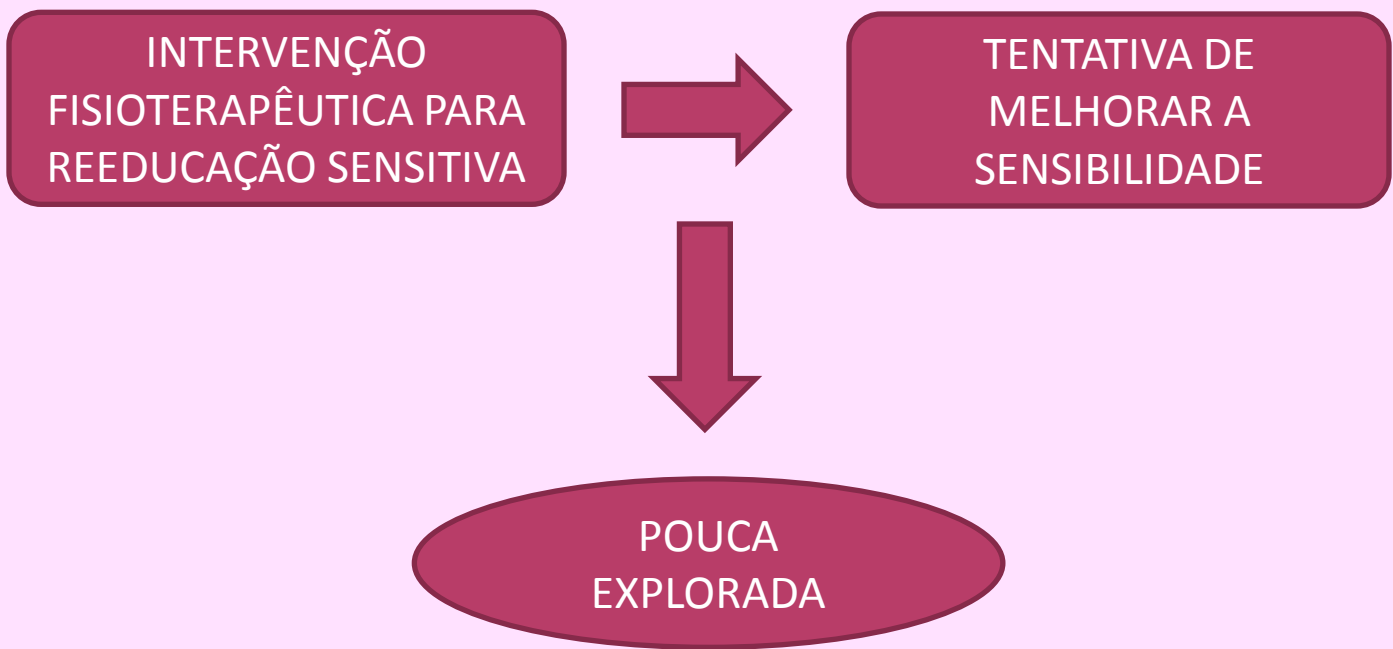 INTERVENÇÃO
FISIOTERAPÊUTICA PARA
REEDUCAÇÃO SENSITIVA
TENTATIVA DE
MELHORAR A
SENSIBILIDADE
POUCA
EXPLORADA